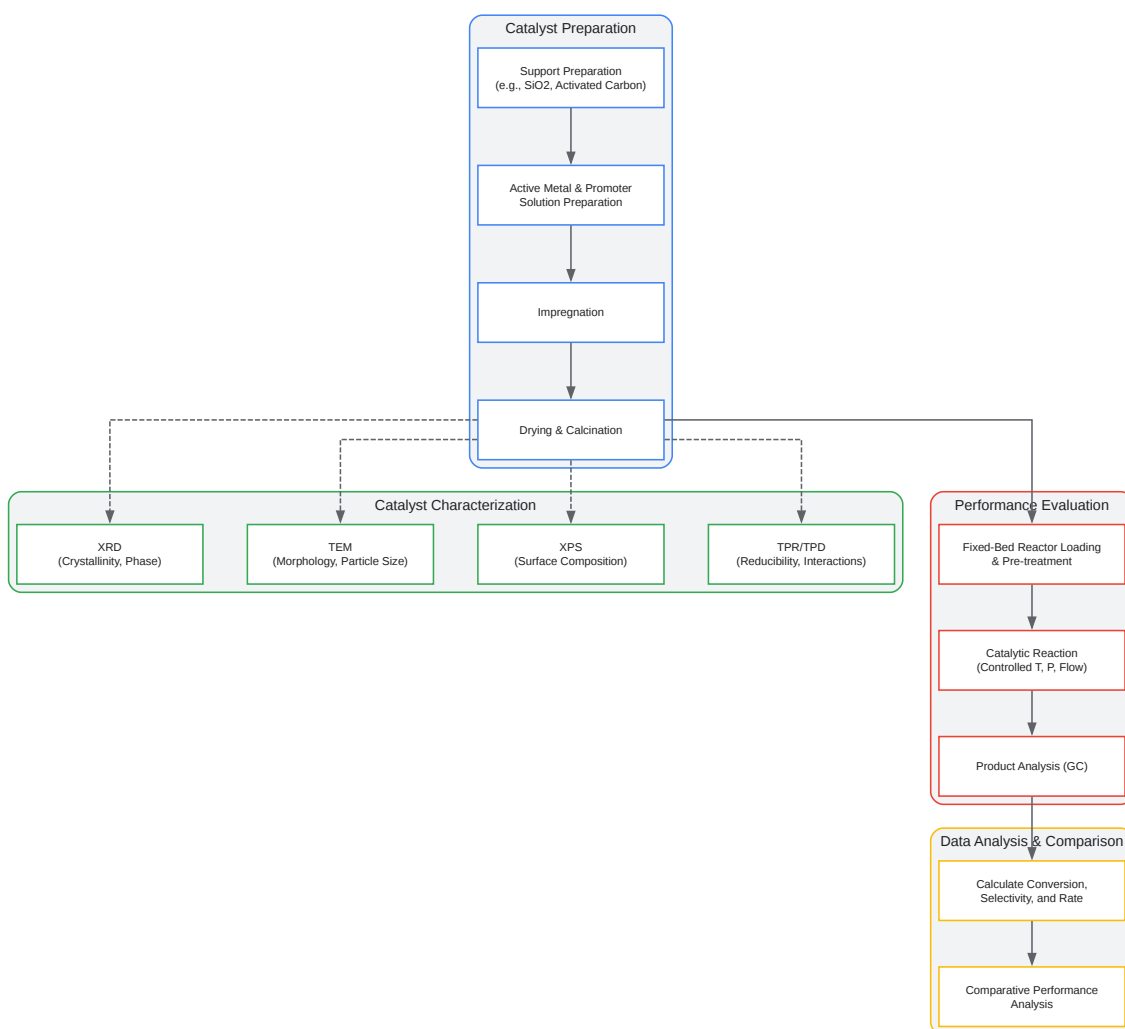 Catalyst Preparation
Support Preparation
(e.g., SiO2, Activated Carbon)
Active Metal & Promoter
Solution Preparation
Impregnation
Drying & Calcination
Catalyst Characterization
XRD
(Crystallinity, Phase)
TEM
(Morphology, Particle Size)
XPS
(Surface Composition)
TPR/TPD
(Reducibility, Interactions)
Performance Evaluation
Fixed-Bed Reactor Loading
& Pre-treatment
Catalytic Reaction
(Controlled T, P, Flow)
Product Analysis (GC)
Data Analysis & Comparison
Calculate Conversion,
Selectivity, and Rate
Comparative Performance
Analysis